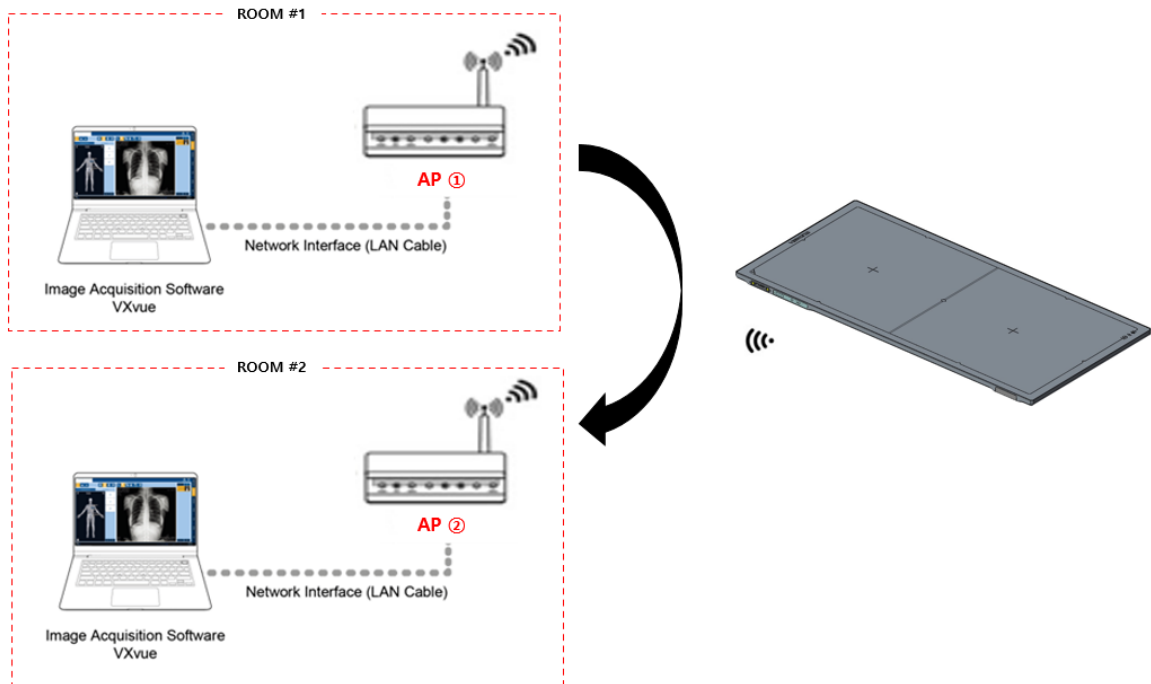 ROOM #1
AP ①
Network Interface (LAN Cable)
Image Acquisition Software
VXvue
ROOM #2
AP ②
Network Interface (LAN Cable)
Image Acquisition Software
VXvue